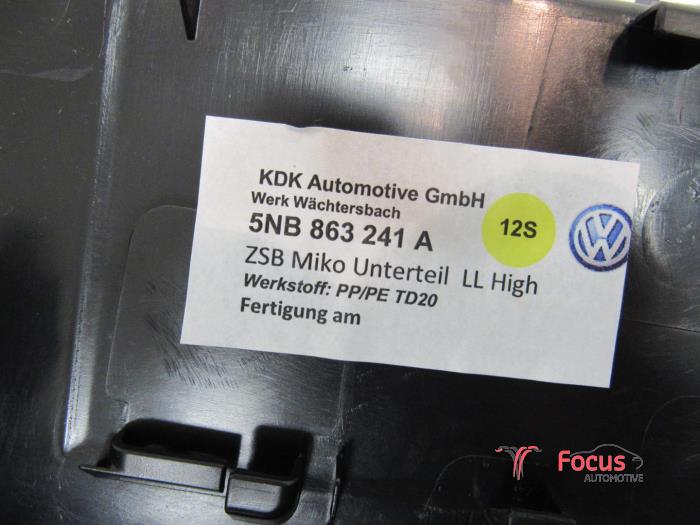 KDK Automotive GmbH
Werk Wächtersbach
5NB 863 241 A
12S
ZSB Miko Unterteil LL High
Werkstoff: PP/PE TD20
Fertigung am
Focus
AUTOMOTIVE